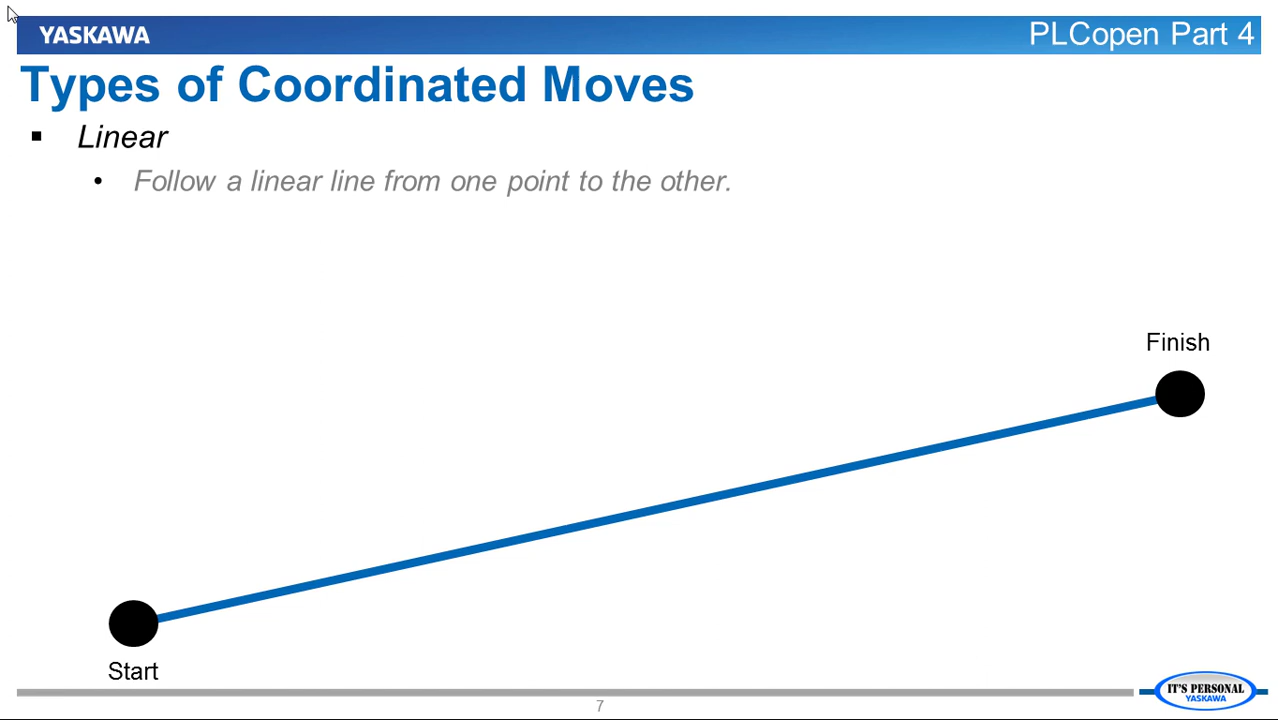 YASKAWA
PLCopen Part 4
Types of Coordinated Moves
Linear
Follow a linear line from one point to the other.
Finish
Start
7
IT'S PERSONAL
YASKAWA